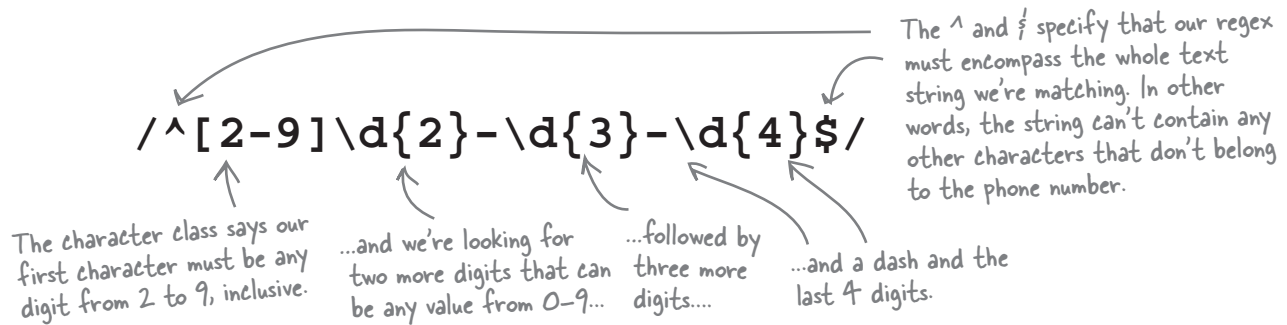 The ^ and $ specify that our regex
must encompass the whole text
string we're matching. In other
words, the string can't contain any
other characters that don't belong
to the phone number.
/^[2-9]\d{2}-\d{3}-\d{4}$/
The character class says our
first character must be any
digit from 2 to 9, inclusive.
...and we're looking for
two more digits that can
be any value from 0-9...
...followed by
three more
digits....
...and a dash and the
last 4 digits.